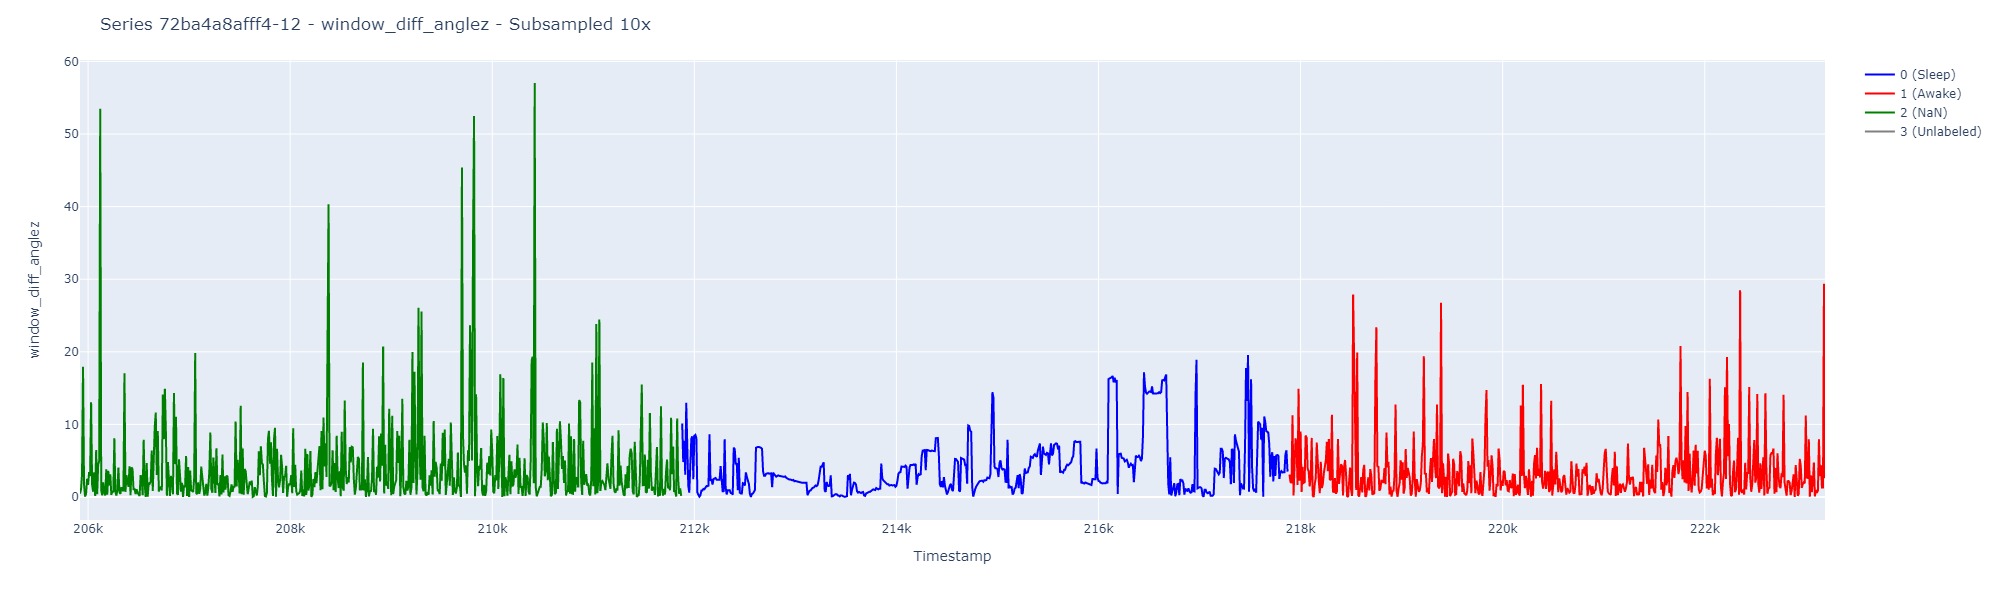 Series 72ba4a8afff4-12 - window_diff_anglez - Subsampled 10x
0 (Sleep)
1 (Awake)
2 (NaN)
3 (Unlabeled)
window_diff_anglez
60
50
40
30
20
10
0
206k 208k 210k 212k 214k 216k 218k 220k 222k
Timestamp